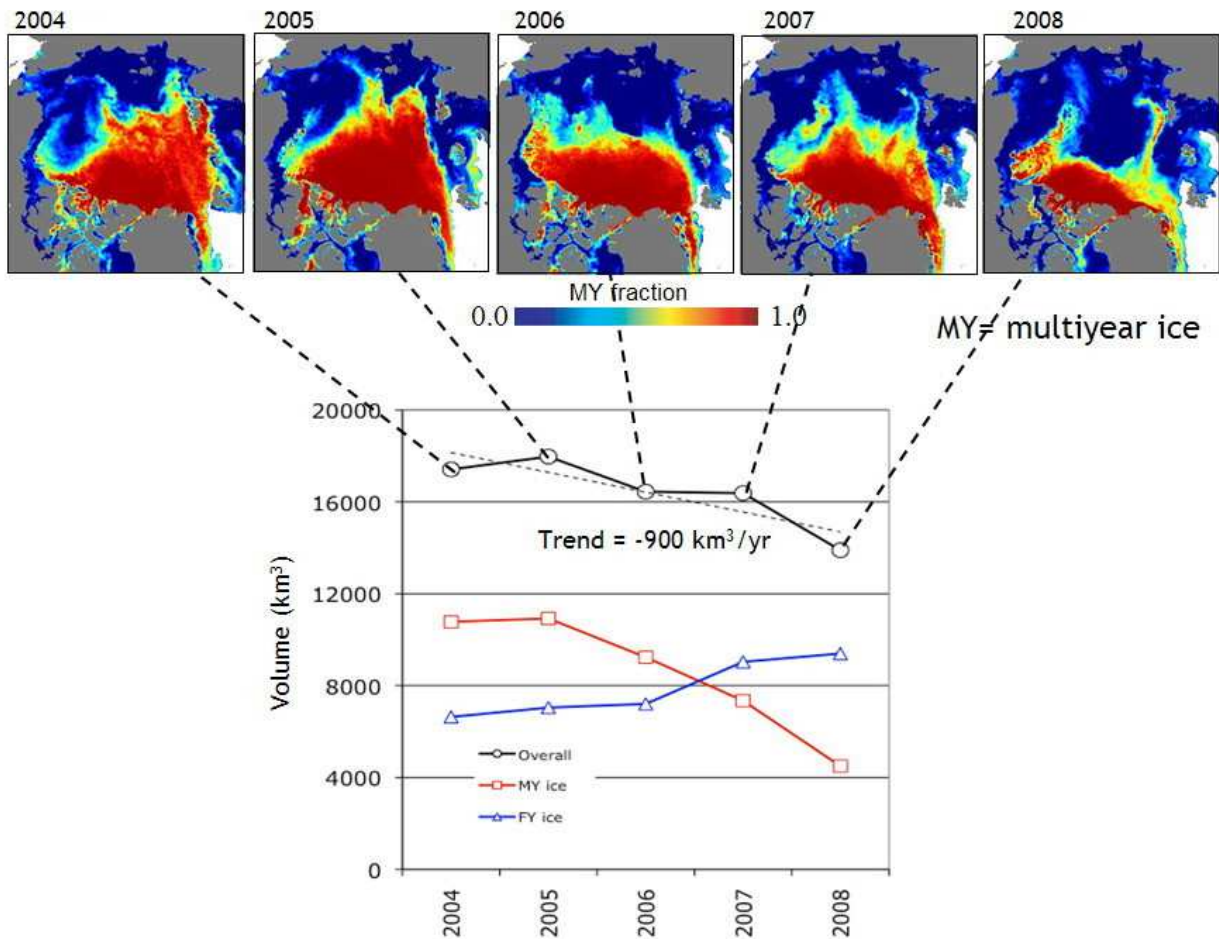 2004 2005 2006 2007 2008
MY fraction
0.0 1.0
MY= multiyear ice
20000
16000
Trend = -900 km³/yr
12000
Volume (km³)
8000
Overall
4000
MY ice
FY ice
0
2004 2005 2006 2007 2008